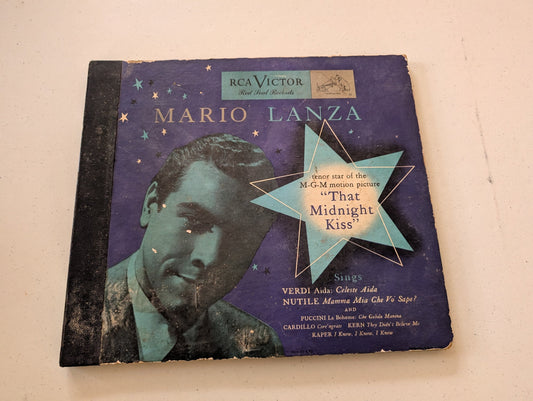 RCA VICTOR
Red Seal Records
MARIO LANZA
tenor star of the
M-G-M motion picture
"That
Midnight
Kiss"
Sings
VERDI Aida: Celeste Aida
NUTILE Mamma Mia Che Vo' Sape?
AND
PUCCINI La Boheme: Che Gelida Manina
CARDILLO Core'ngrato KERN They Didn't Believe Me
KAPER I Know, I Know, I Know